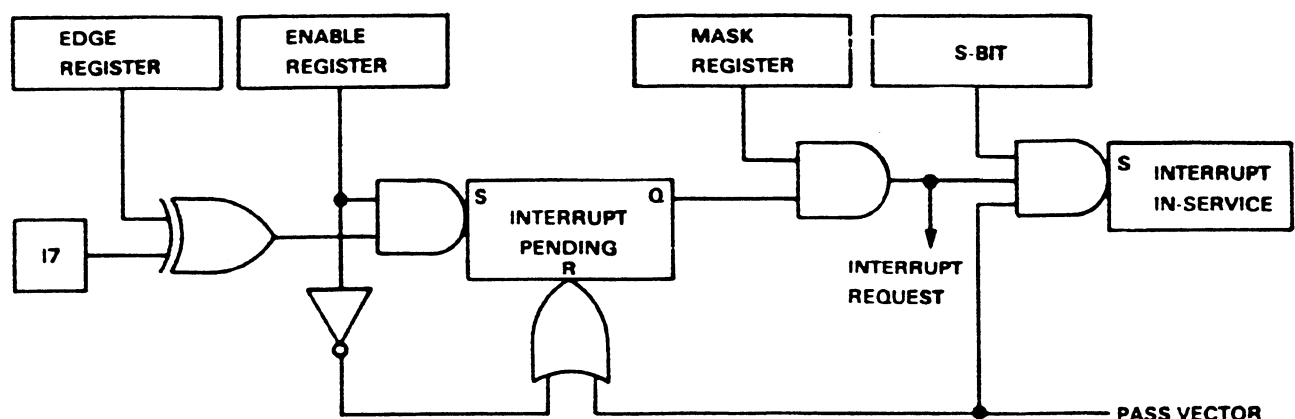 EDGE
REGISTER
ENABLE
REGISTER
MASK
REGISTER
S-BIT
I7
S
INTERRUPT
PENDING
R
Q
INTERRUPT
REQUEST
S
INTERRUPT
IN-SERVICE
PASS VECTOR